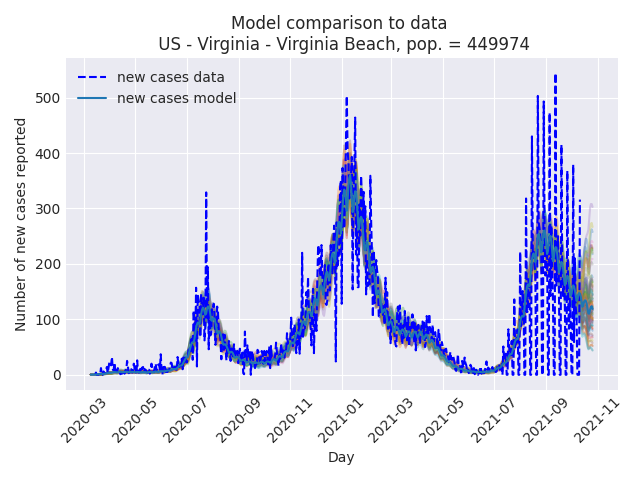 Model comparison to data
US - Virginia - Virginia Beach, pop. = 449974
new cases data
new cases model
Number of new cases reported
500
400
300
200
100
0
2020-03
2020-05
2020-07
2020-09
2020-11
2021-01
2021-03
2021-05
2021-07
2021-09
2021-11
Day